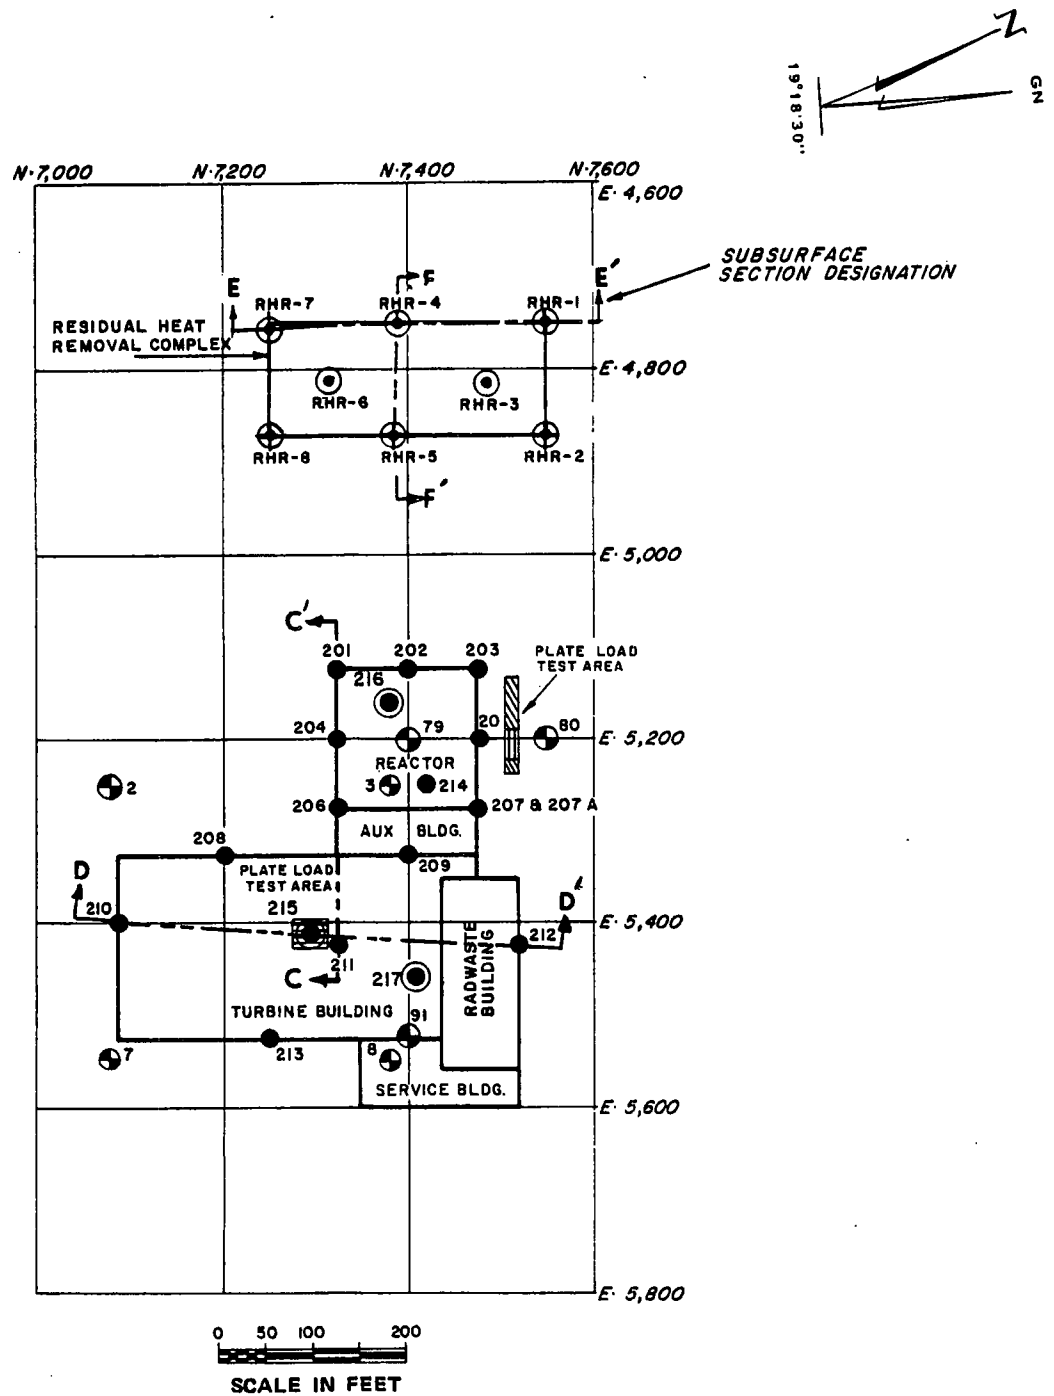 N
GN
19°18'30"
N·7,000 N·7,200 N·7,400 N·7,600
E· 4,600
SUBSURFACE
SECTION DESIGNATION
E F E'
RHR-7 RHR-4 RHR-1
RESIDUAL HEAT
REMOVAL COMPLEX
E· 4,800
RHR-6 RHR-3
RHR-8 RHR-5 RHR-2
F'
E· 5,000
C'
201 202 203
PLATE LOAD
TEST AREA
216
204 79 20 80
E· 5,200
REACTOR
2 3 214
206 207 & 207 A
AUX BLDG.
208 209
D PLATE LOAD
TEST AREA
D'
210 215 212
E· 5,400
211
C 217
RADWASTE
BUILDING
TURBINE BUILDING
91
7 213 8
SERVICE BLDG.
E· 5,600
E· 5,800
0 50 100 200
SCALE IN FEET